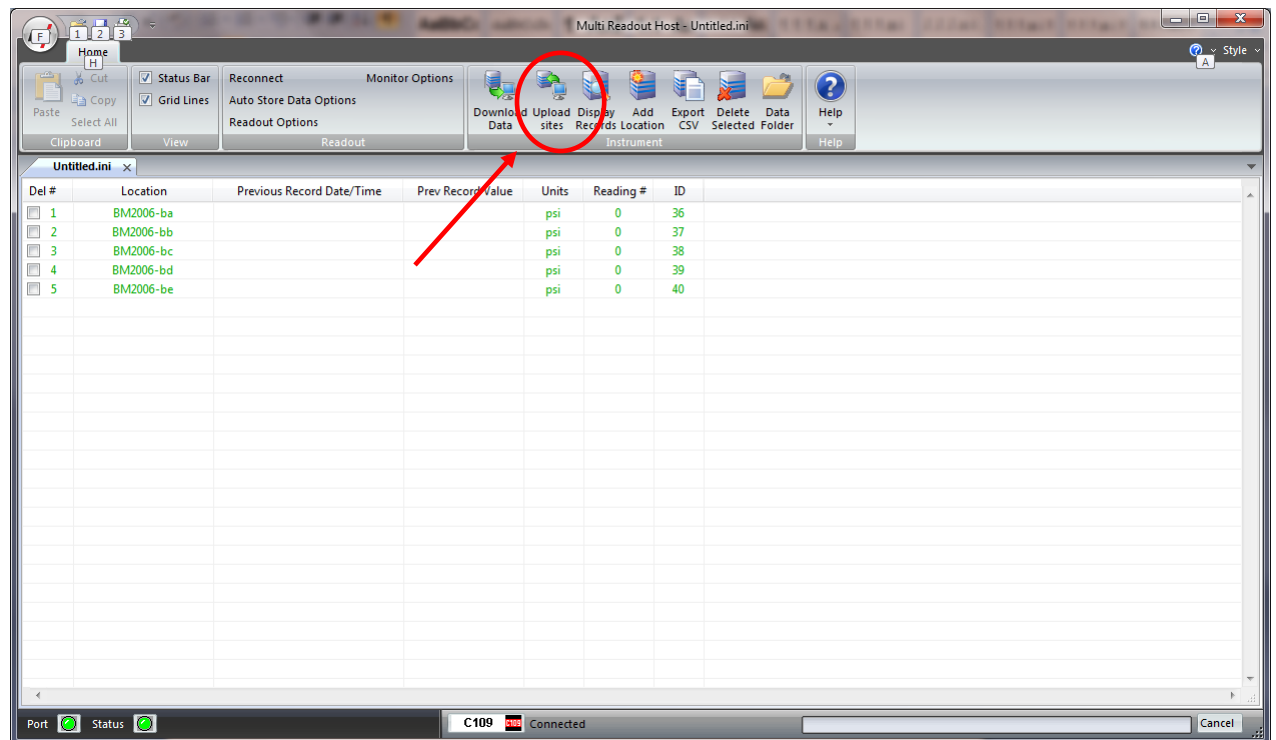 Multi Readout Host - Untitled.ini
F 1 2 3
Home
H
Style
A
Cut
Copy
Paste
Select All
Clipboard
Status Bar
Grid Lines
View
Reconnect Monitor Options
Auto Store Data Options
Readout Options
Readout
Download Data
Upload sites
Display Records
Add Location
Export CSV
Delete Selected
Data Folder
Instrument
Help
Help
Untitled.ini
Del # Location Previous Record Date/Time Prev Record Value Units Reading # ID
1 BM2006-ba psi 0 36
2 BM2006-bb psi 0 37
3 BM2006-bc psi 0 38
4 BM2006-bd psi 0 39
5 BM2006-be psi 0 40
Port Status C109 C109 Connected Cancel